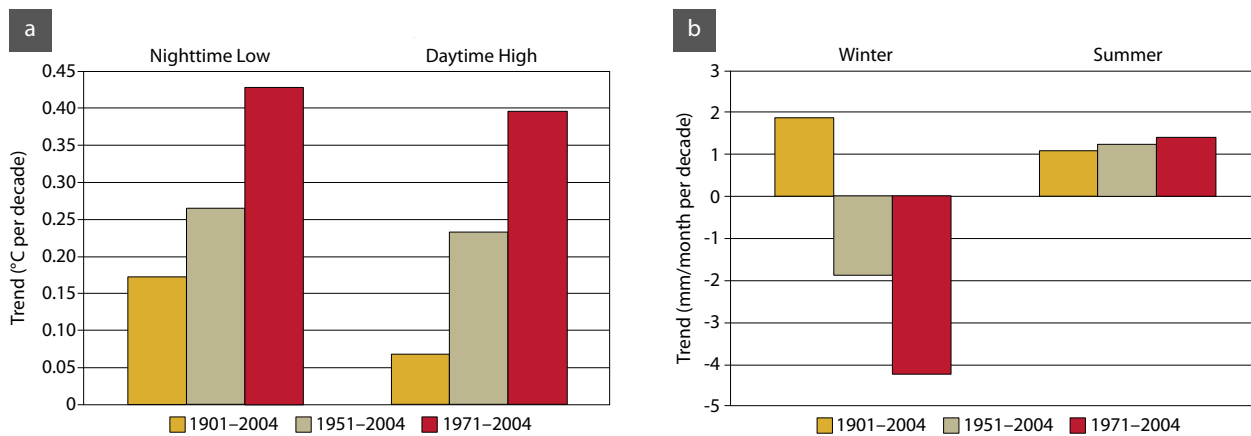 a
Nighttime Low Daytime High
Trend (°C per decade)
0.45
0.40
0.35
0.30
0.25
0.20
0.15
0.10
0.05
0
1901–2004 1951–2004 1971–2004
b
Winter Summer
Trend (mm/month per decade)
3
2
1
0
-1
-2
-3
-4
-5
1901–2004 1951–2004 1971–2004